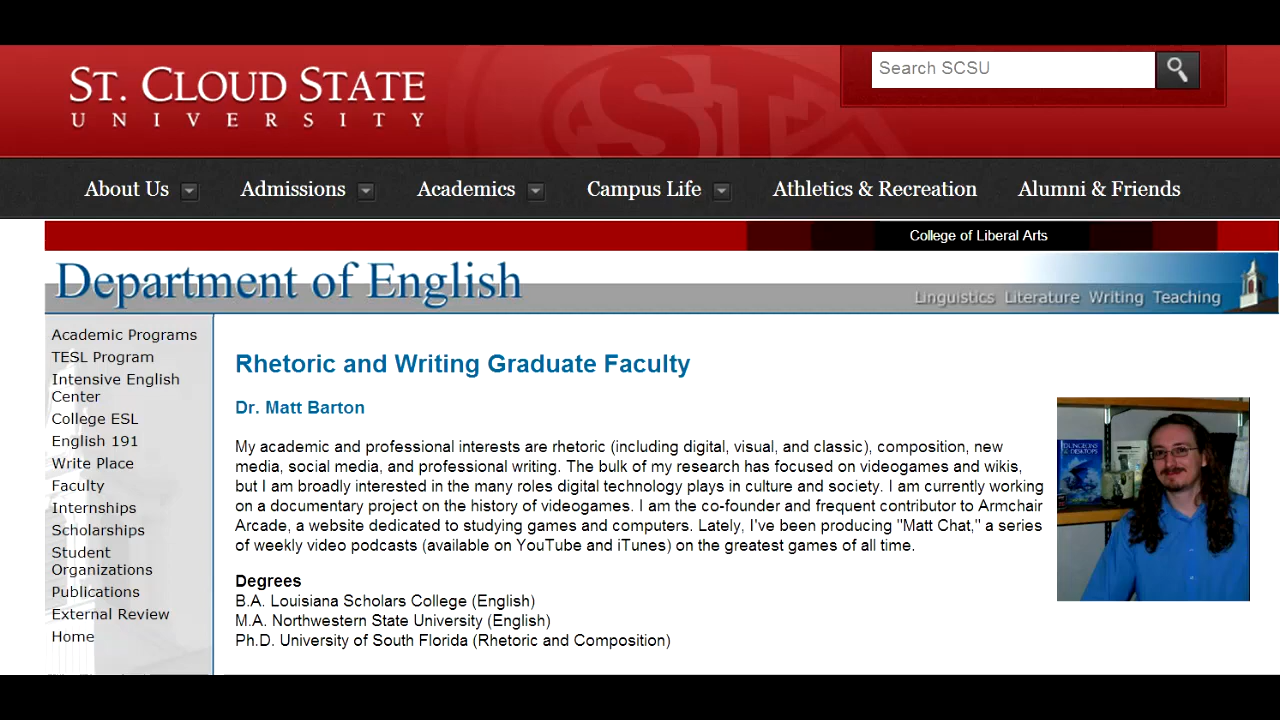 ST. CLOUD STATE
UNIVERSITY
Search SCSU
About Us
Admissions
Academics
Campus Life
Athletics & Recreation
Alumni & Friends
College of Liberal Arts
Department of English
Linguistics Literature Writing Teaching
Academic Programs
TESL Program
Intensive English
Center
College ESL
English 191
Write Place
Faculty
Internships
Scholarships
Student
Organizations
Publications
External Review
Home
Rhetoric and Writing Graduate Faculty
Dr. Matt Barton
My academic and professional interests are rhetoric (including digital, visual, and classic), composition, new
media, social media, and professional writing. The bulk of my research has focused on videogames and wikis,
but I am broadly interested in the many roles digital technology plays in culture and society. I am currently working
on a documentary project on the history of videogames. I am the co-founder and frequent contributor to Armchair
Arcade, a website dedicated to studying games and computers. Lately, I've been producing "Matt Chat," a series
of weekly video podcasts (available on YouTube and iTunes) on the greatest games of all time.
Degrees
B.A. Louisiana Scholars College (English)
M.A. Northwestern State University (English)
Ph.D. University of South Florida (Rhetoric and Composition)
DUNGEONS
& DESKTOPS